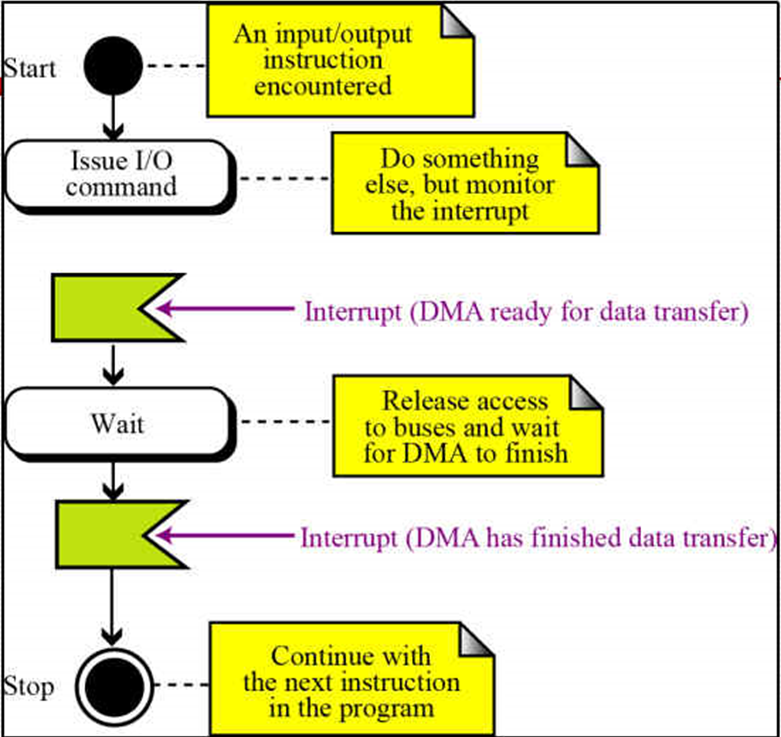 Start
An input/output
instruction
encountered
Issue I/O
command
Do something
else, but monitor
the interrupt
Interrupt (DMA ready for data transfer)
Wait
Release access
to buses and wait
for DMA to finish
Interrupt (DMA has finished data transfer)
Stop
Continue with
the next instruction
in the program